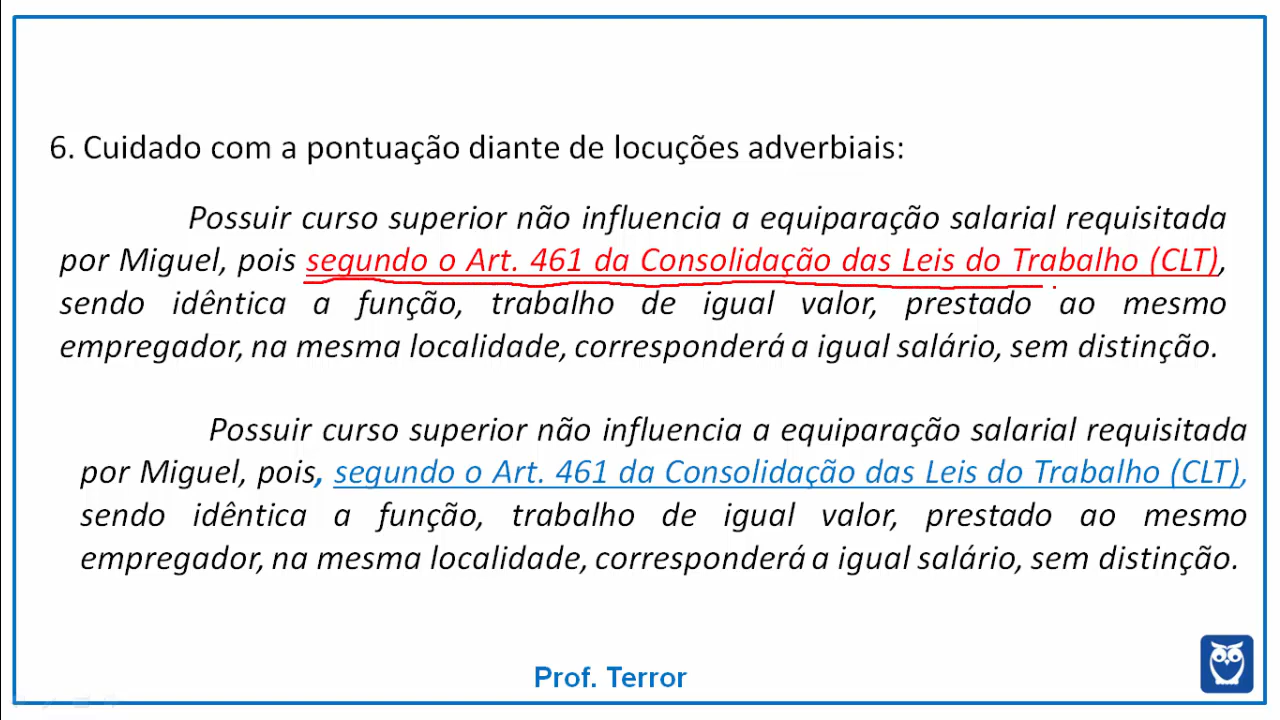 6. Cuidado com a pontuação diante de locuções adverbiais:
Possuir curso superior não influencia a equiparação salarial requisitada
por Miguel, pois segundo o Art. 461 da Consolidação das Leis do Trabalho (CLT),
sendo idêntica a função, trabalho de igual valor, prestado ao mesmo
empregador, na mesma localidade, corresponderá a igual salário, sem distinção.
Possuir curso superior não influencia a equiparação salarial requisitada
por Miguel, pois, segundo o Art. 461 da Consolidação das Leis do Trabalho (CLT),
sendo idêntica a função, trabalho de igual valor, prestado ao mesmo
empregador, na mesma localidade, corresponderá a igual salário, sem distinção.
Prof. Terror